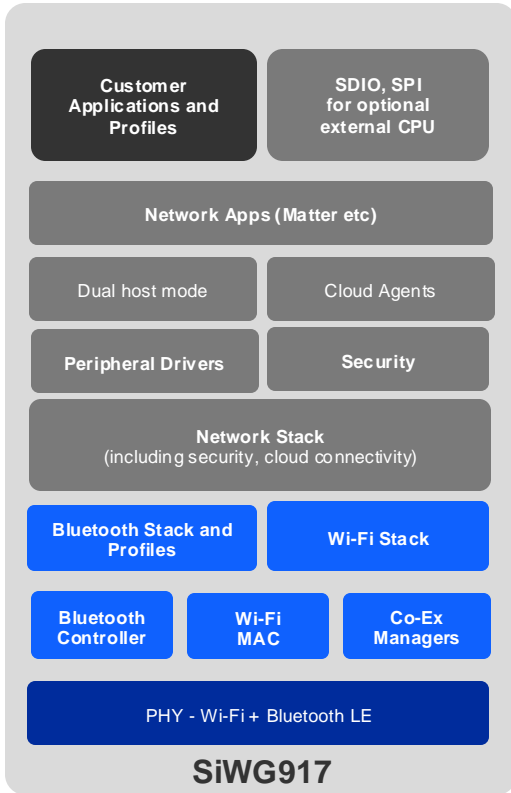 Customer
Applications and
Profiles
SDIO, SPI
for optional
external CPU
Network Apps (Matter etc)
Dual host mode
Cloud Agents
Peripheral Drivers
Security
Network Stack
(including security, cloud connectivity)
Bluetooth Stack and
Profiles
Wi-Fi Stack
Bluetooth
Controller
Wi-Fi
MAC
Co-Ex
Managers
PHY - Wi-Fi + Bluetooth LE
SiWG917